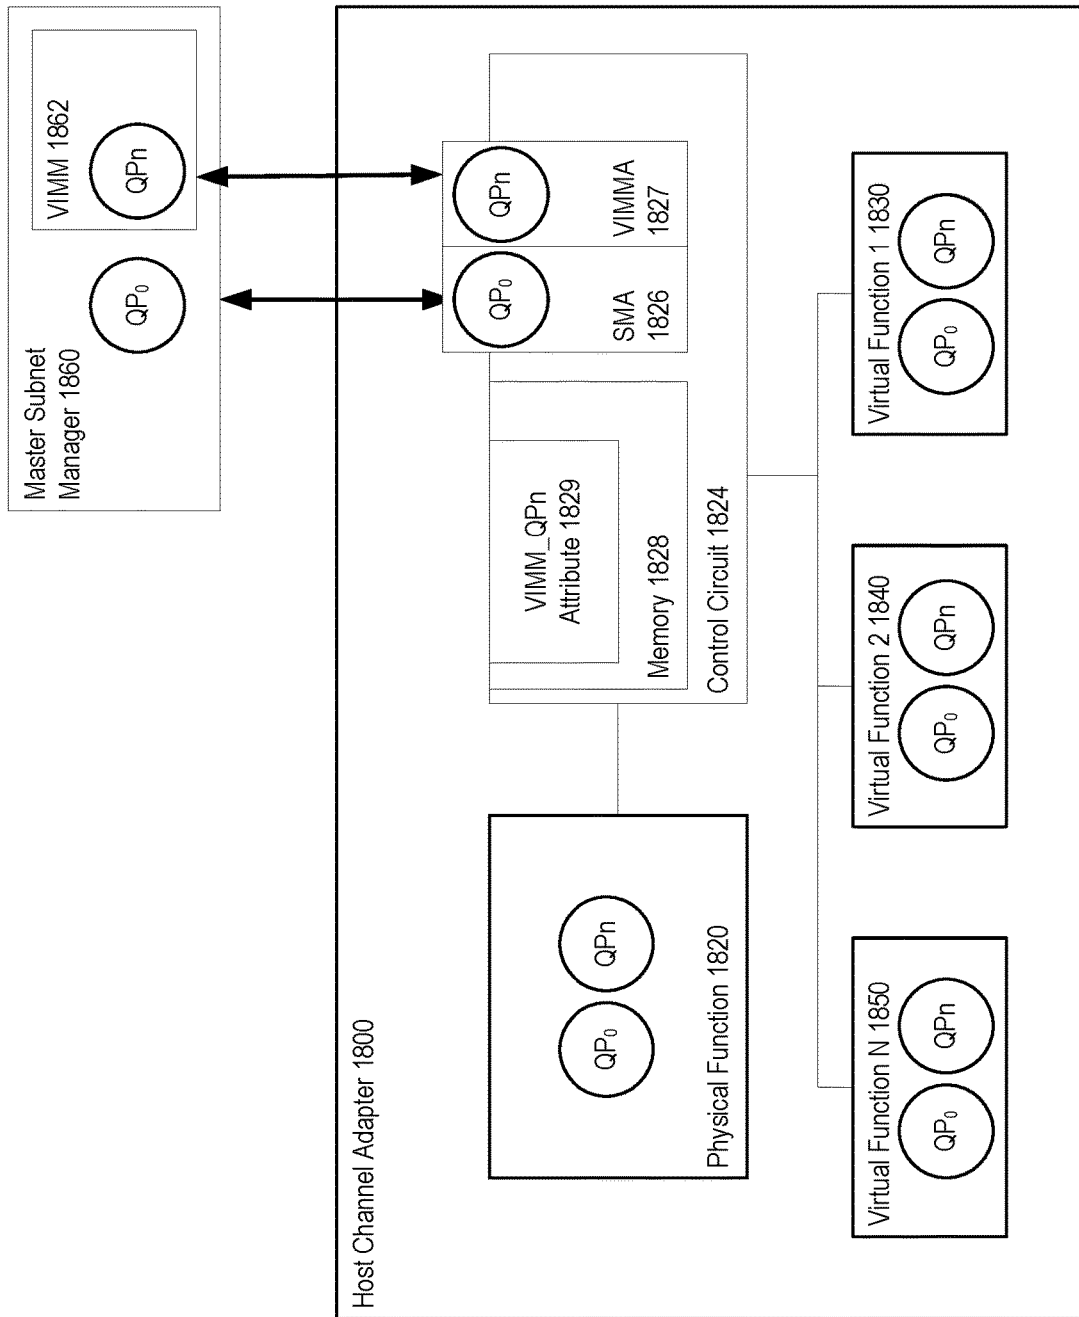 Master Subnet
Manager 1860
VIMM 1862
QP₀
QPn
Host Channel Adapter 1800
Physical Function 1820
QP₀
QPn
VIMM_QPn
Attribute 1829
Memory 1828
Control Circuit 1824
QP₀
SMA
1826
QPn
VIMMA
1827
Virtual Function N 1850
QP₀
QPn
Virtual Function 2 1840
QP₀
QPn
Virtual Function 1 1830
QP₀
QPn